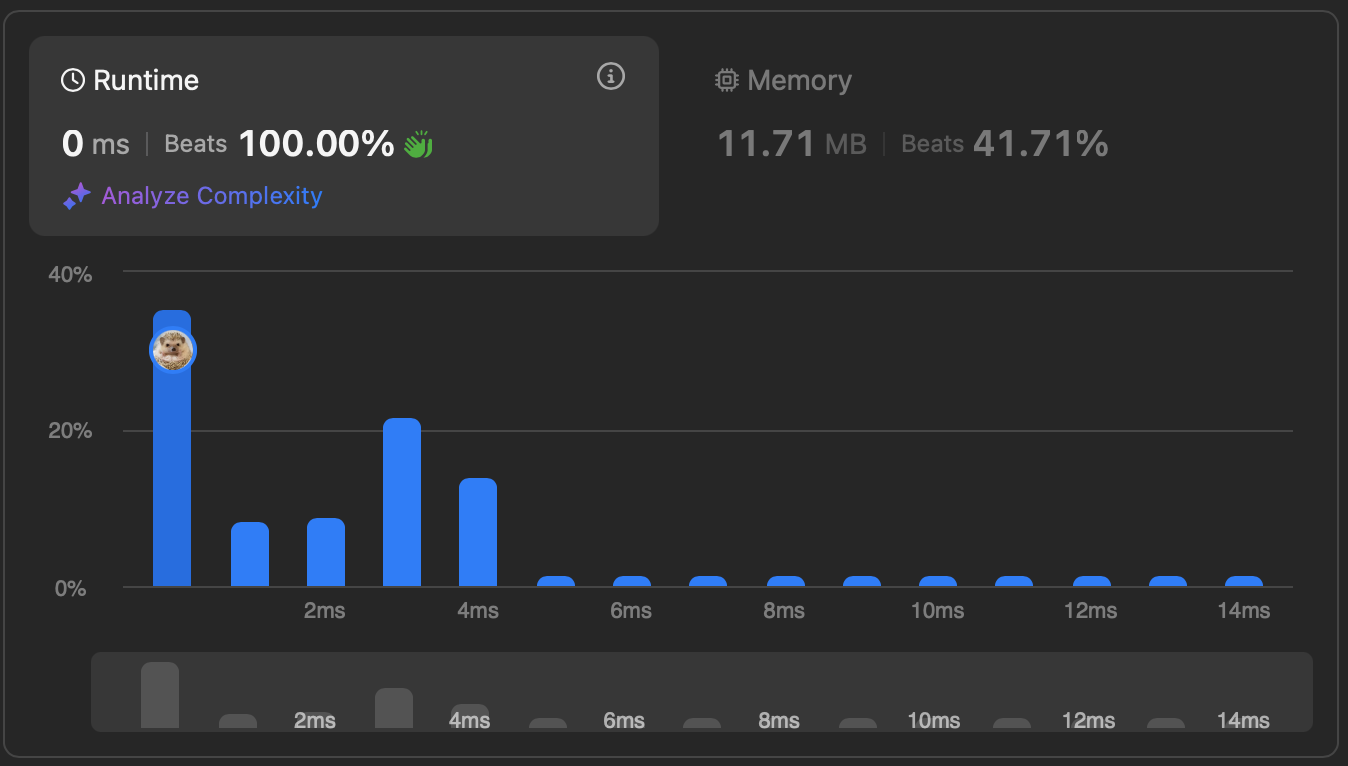 Runtime
0 ms | Beats 100.00%
Analyze Complexity
Memory
11.71 MB | Beats 41.71%
40%
20%
0%
2ms 4ms 6ms 8ms 10ms 12ms 14ms
2ms 4ms 6ms 8ms 10ms 12ms 14ms